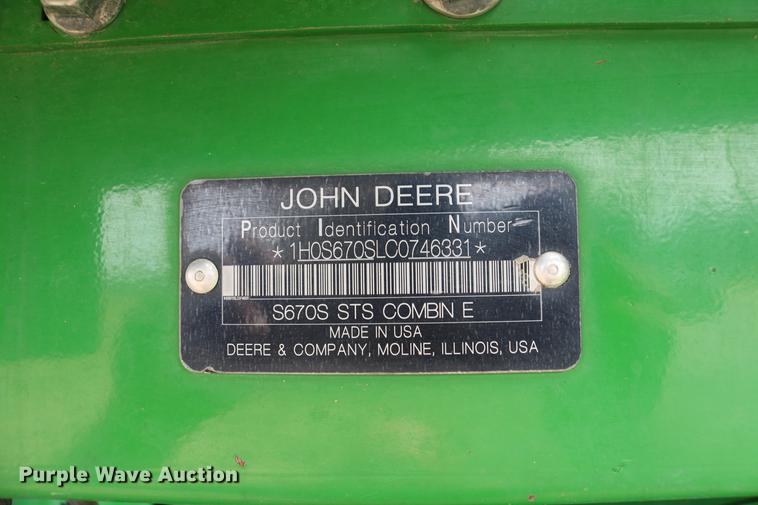 JOHN DEERE
Product Identification Number
*1H0S670SLC0746331*
S670S STS COMBIN E
MADE IN USA
DEERE & COMPANY, MOLINE, ILLINOIS, USA
Purple Wave Auction